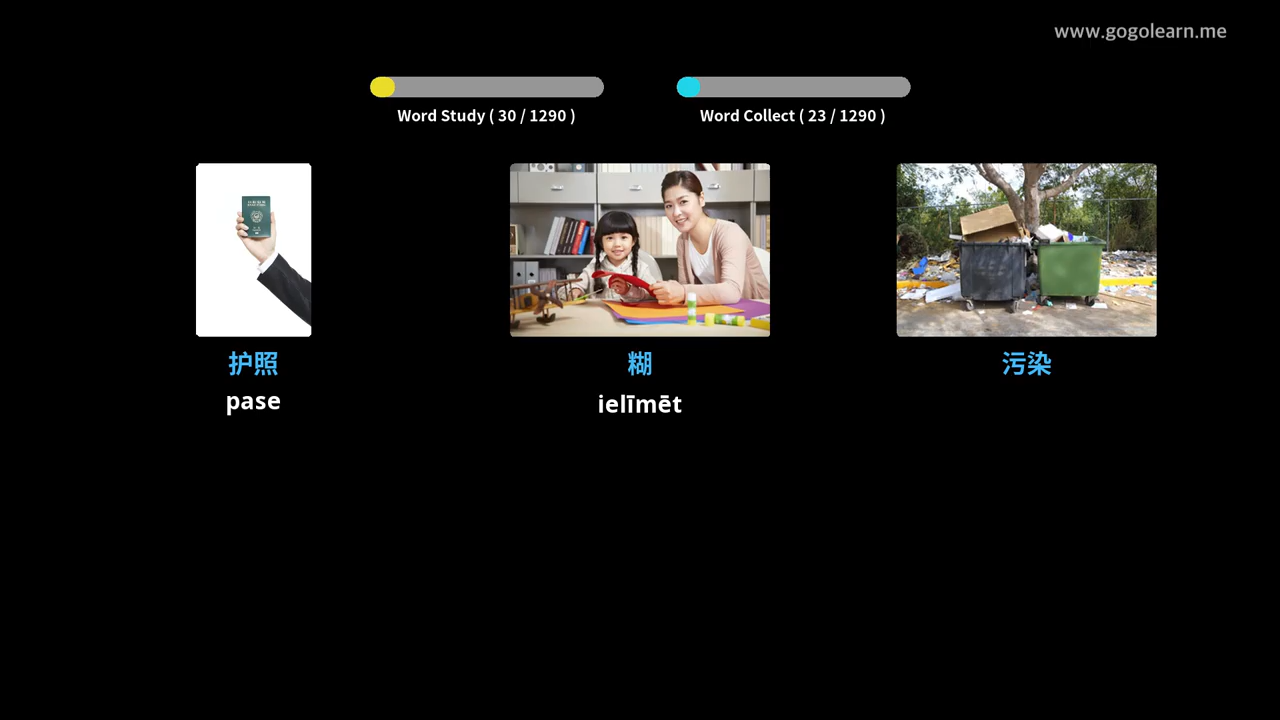 www.gogolearn.me
Word Study ( 30 / 1290 )
Word Collect ( 23 / 1290 )
护照
糊
污染
pase
ielīmēt